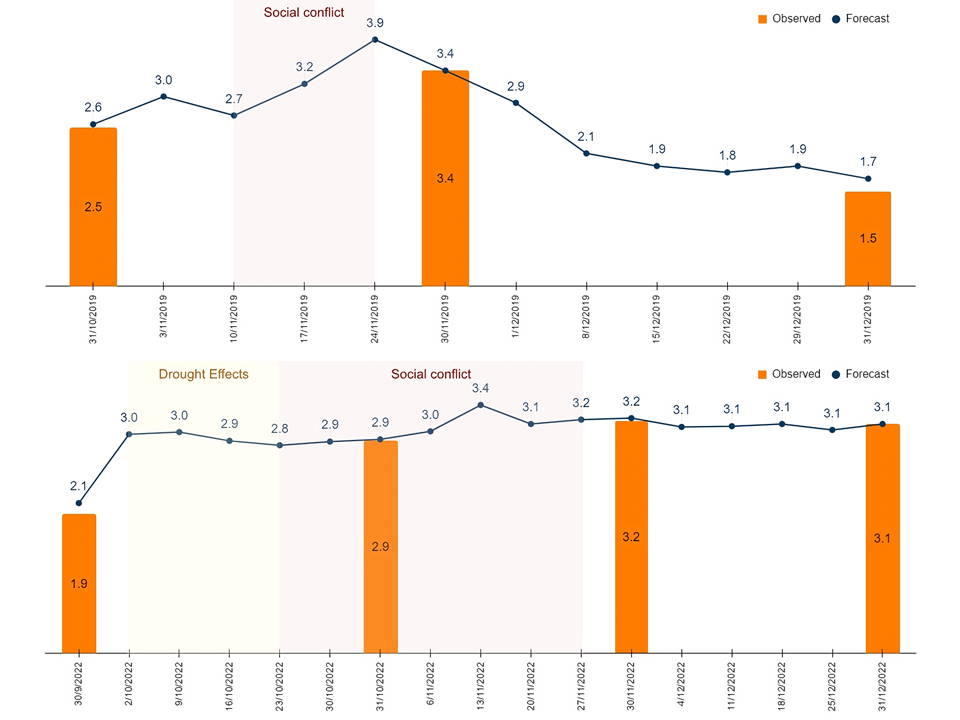 Social conflict
Observed Forecast
2.6 3.0 2.7 3.2 3.9 3.4 2.9 2.1 1.9 1.8 1.9 1.7
2.5 3.4 1.5
31/10/2019 3/11/2019 10/11/2019 17/11/2019 24/11/2019 30/11/2019 1/12/2019 8/12/2019 15/12/2019 22/12/2019 29/12/2019 31/12/2019
Drought Effects Social conflict Observed Forecast
2.1 3.0 3.0 2.9 2.8 2.9 2.9 3.0 3.4 3.1 3.2 3.2 3.1 3.1 3.1 3.1 3.1
1.9 2.9 3.2 3.1
30/9/2022 2/10/2022 9/10/2022 16/10/2022 23/10/2022 30/10/2022 31/10/2022 6/11/2022 13/11/2022 20/11/2022 27/11/2022 30/11/2022 4/12/2022 11/12/2022 18/12/2022 25/12/2022 31/12/2022